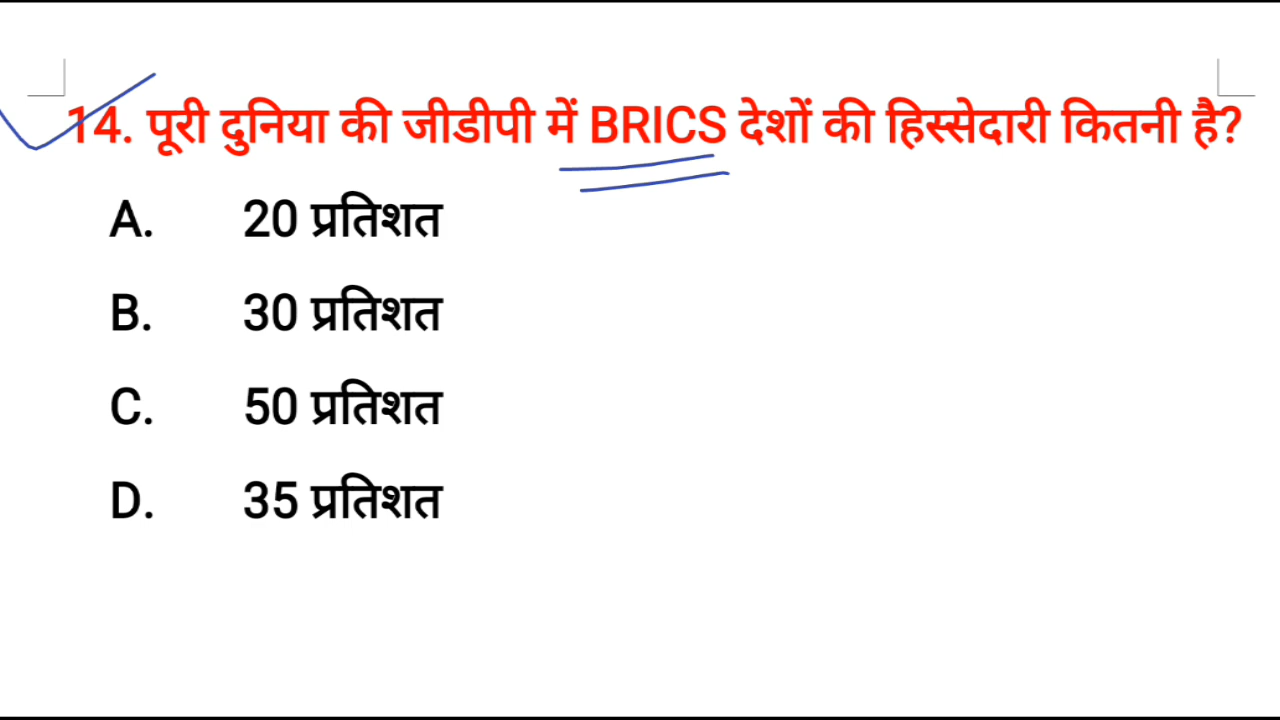 14. पूरी दुनिया की जीडीपी में BRICS देशों की हिस्सेदारी कितनी है?
A. 20 प्रतिशत
B. 30 प्रतिशत
C. 50 प्रतिशत
D. 35 प्रतिशत